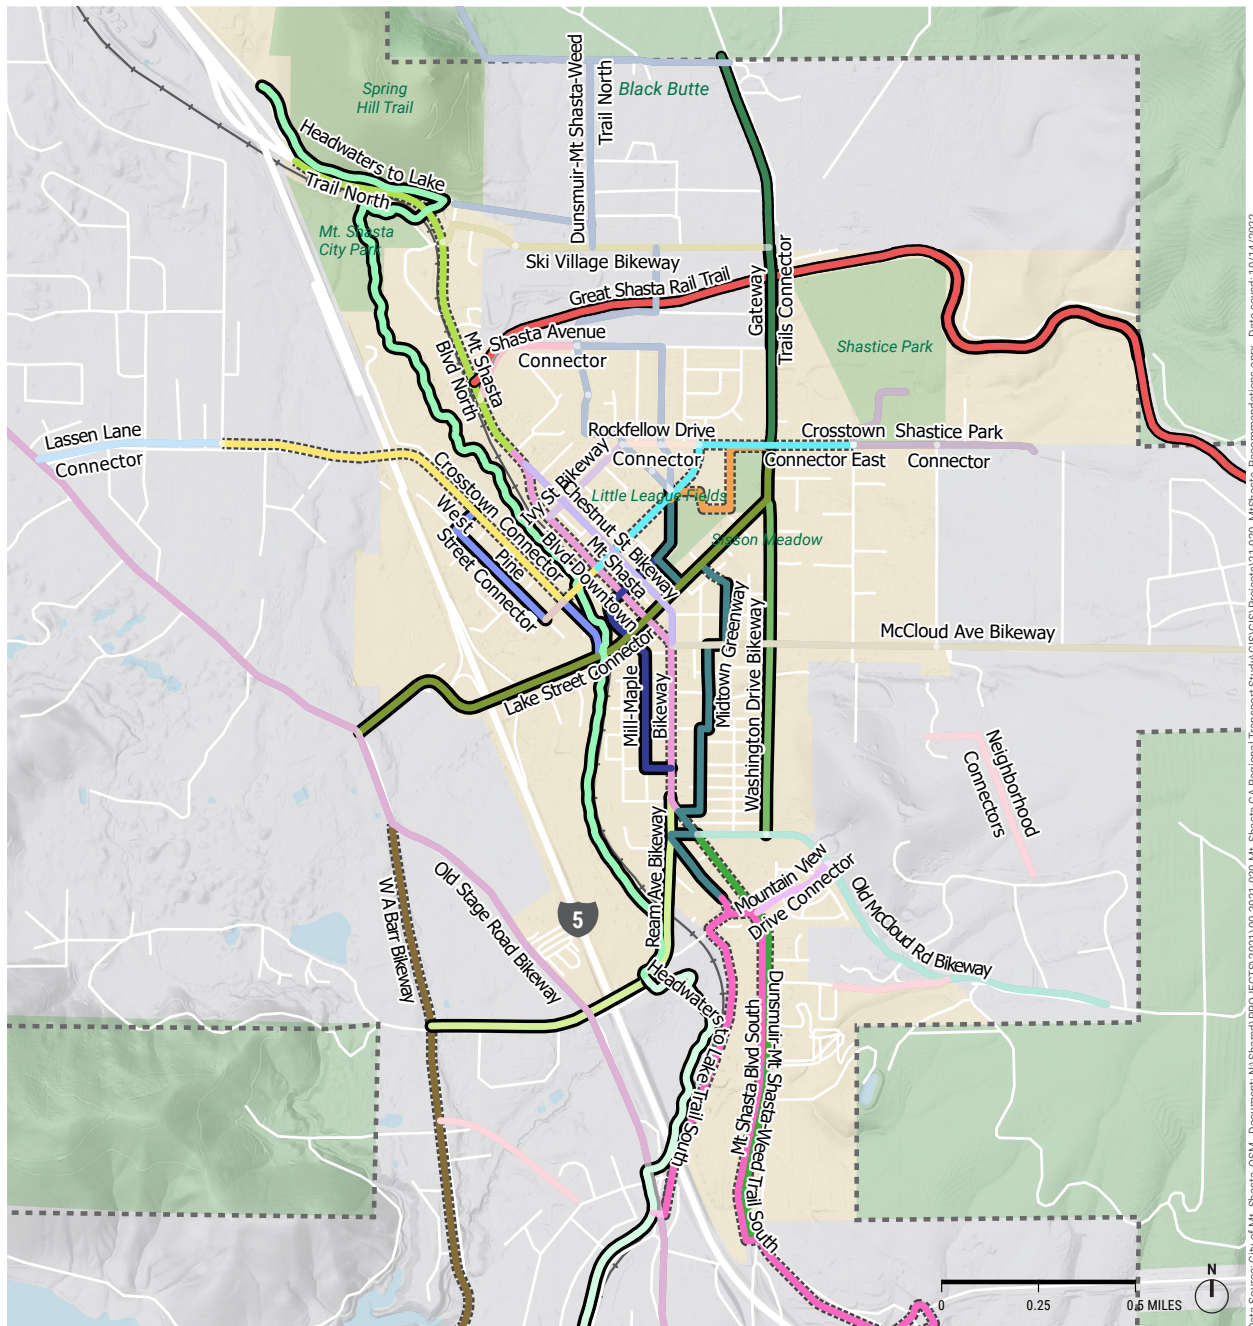 Spring
Hill Trail
Headwaters to Lake
Trail North
Mt. Shasta
City Park
Dunsmuir-Mt Shasta-Weed
Trail North
Black Butte
Ski Village Bikeway
Great Shasta Rail Trail
Gateway
Trails Connector
Shasta Avenue
Connector
Mt Shasta
Blvd North
Shastice Park
Lassen Lane
Connector
Rockfellow Drive
Connector
Crosstown
Connector East
Shastice Park
Connector
Crosstown Connector
West
Ivy St Bikeway
Chestnut St Bikeway
Little League Fields
Sisson Meadow
Mt Shasta
Blvd Downtown
Pine
Street Connector
Lake Street Connector
Mill-Maple
Bikeway
Midtown Greenway
Washington Drive Bikeway
McCloud Ave Bikeway
Neighborhood
Connectors
Ream Ave Bikeway
Mountain View
Drive Connector
Old McCloud Rd Bikeway
W A Barr Bikeway
Old Stage Road Bikeway
5
Headwaters to Lake Trail South
Mt Shasta Blvd South
Dunsmuir-Mt Shasta-Weed Trail South
N
0
0.25
0.5 MILES